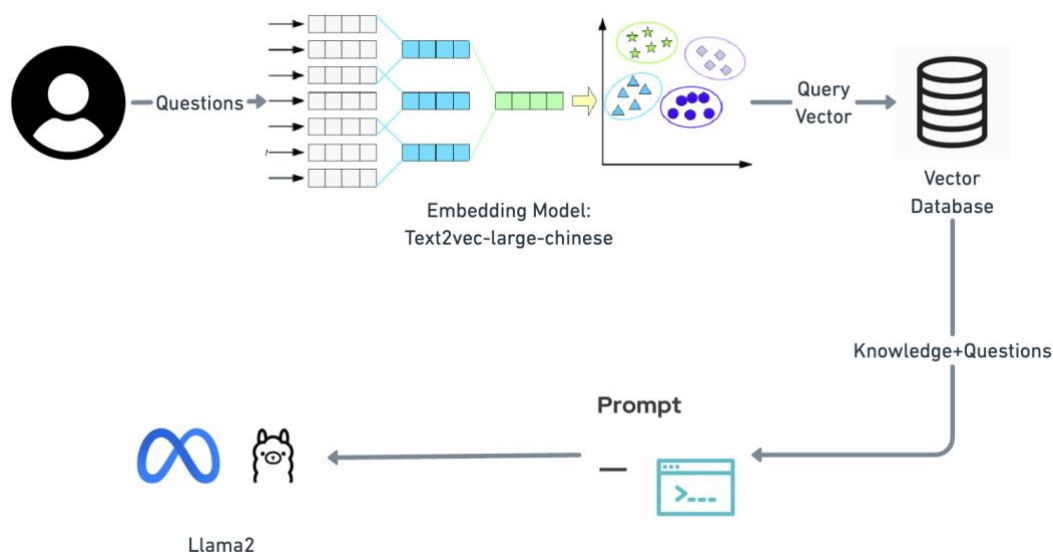 Questions
Embedding Model:
Text2vec-large-chinese
Query
Vector
Vector
Database
Knowledge+Questions
Prompt
Llama2